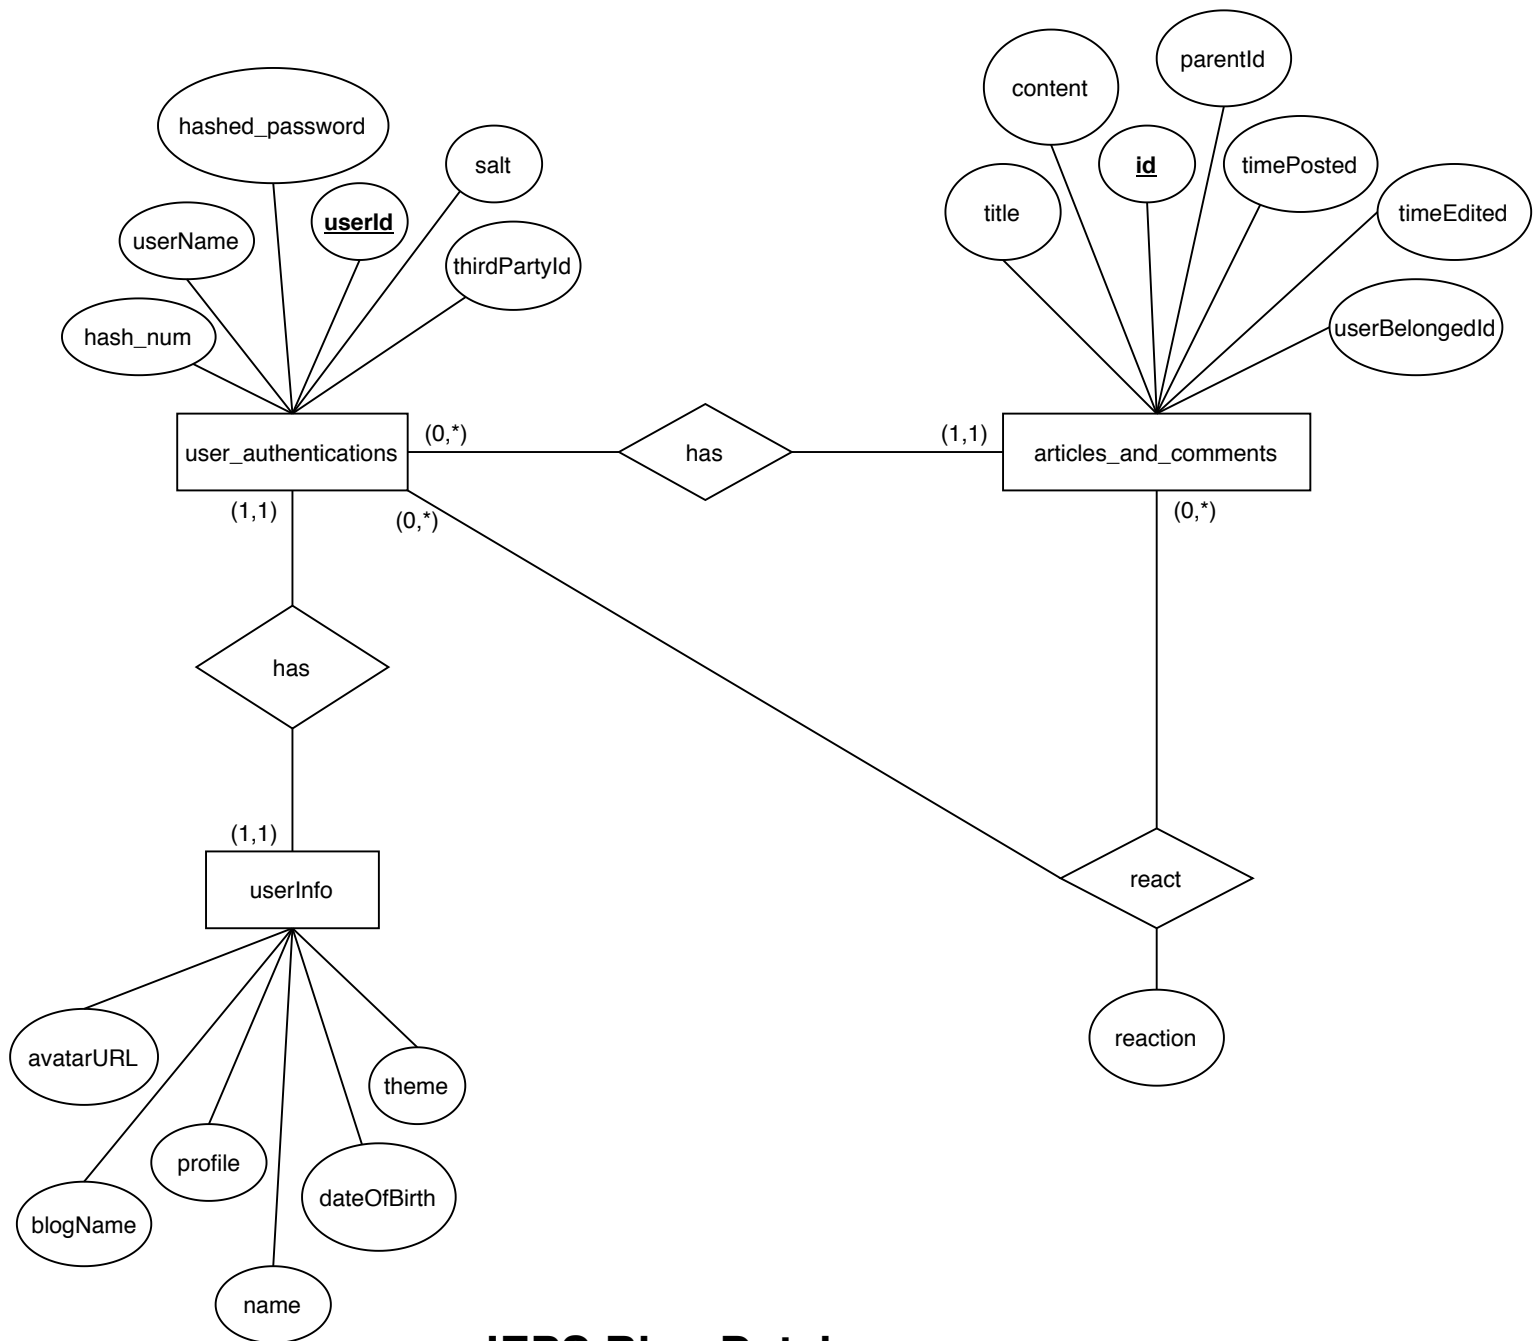 parentId
content
hashed_password
salt
id
timePosted
userId
title
timeEdited
userName
thirdPartyId
hash_num
userBelongedId
(0,*)
(1,1)
user_authentications
has
articles_and_comments
(1,1)
(0,*)
(0,*)
has
(1,1)
userInfo
react
reaction
avatarURL
theme
profile
dateOfBirth
blogName
name